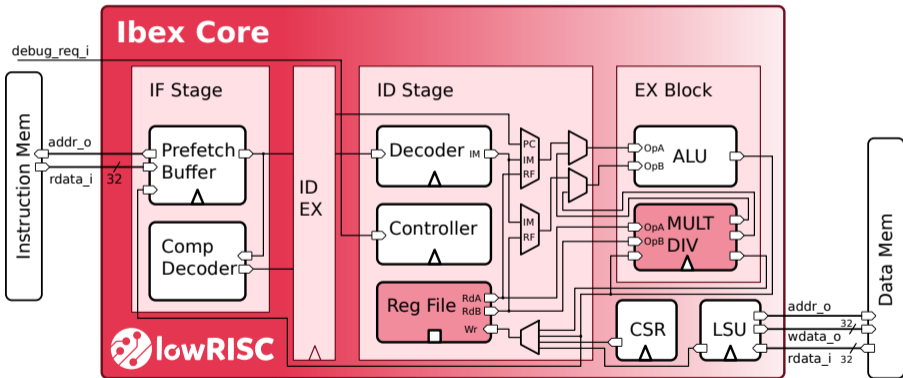 Ibex Core
debug_req_i
IF Stage
ID Stage
EX Block
Instruction Mem
addr_o
rdata_i
32
Prefetch
Buffer
Comp
Decoder
ID
EX
Decoder IM
Controller
Reg File
RdA
RdB
Wr
PC
IM
RF
IM
RF
OpA
OpB
ALU
OpA
OpB
MULT
DIV
CSR
LSU
Data Mem
addr_o
32
wdata_o
rdata_i 32
lowRISC